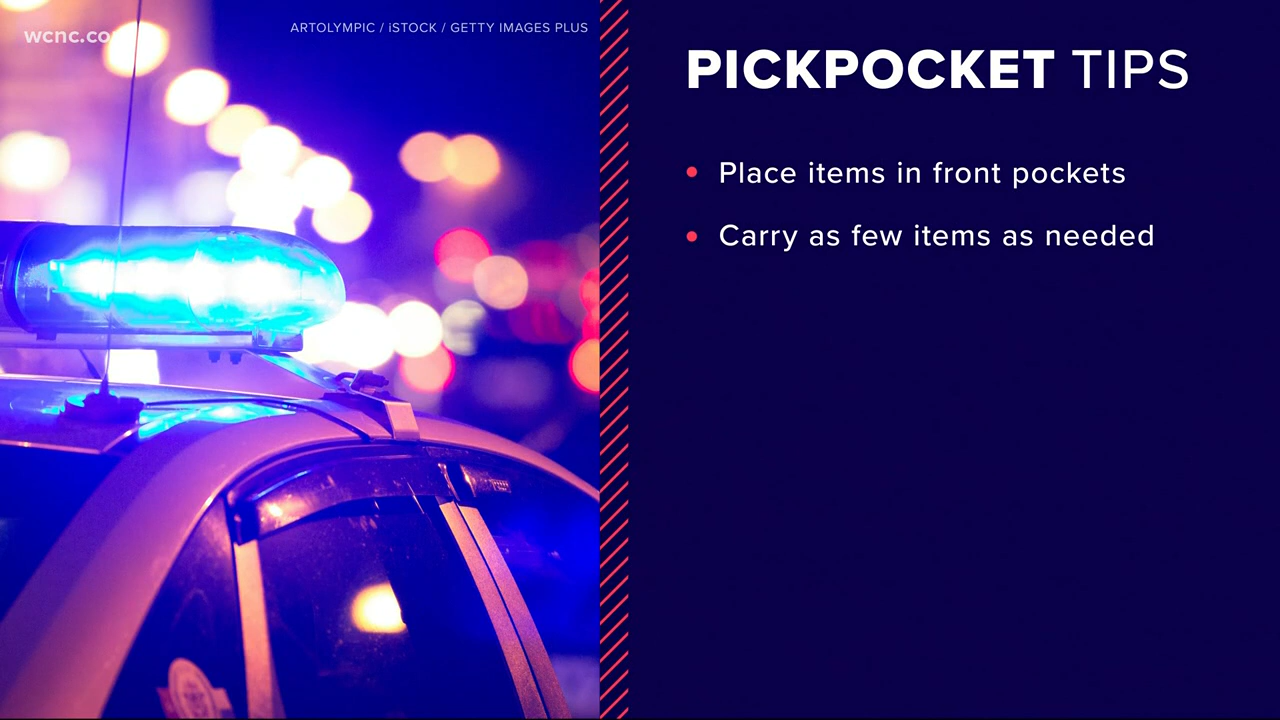 wcnc.co
ARTOLYMPIC / iSTOCK / GETTY IMAGES PLUS
PICKPOCKET TIPS
Place items in front pockets
Carry as few items as needed